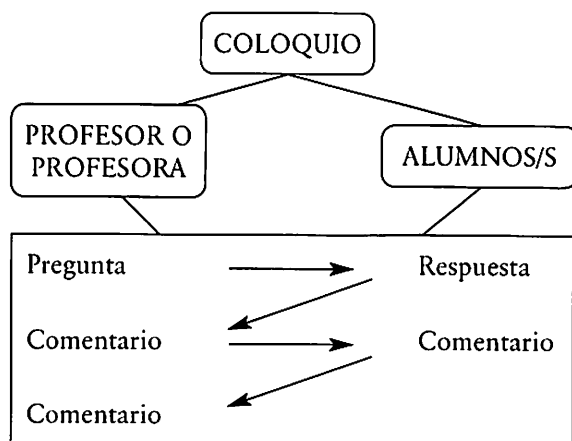 COLOQUIO
PROFESOR O
PROFESORA
ALUMNOS/S
Pregunta
Respuesta
Comentario
Comentario
Comentario